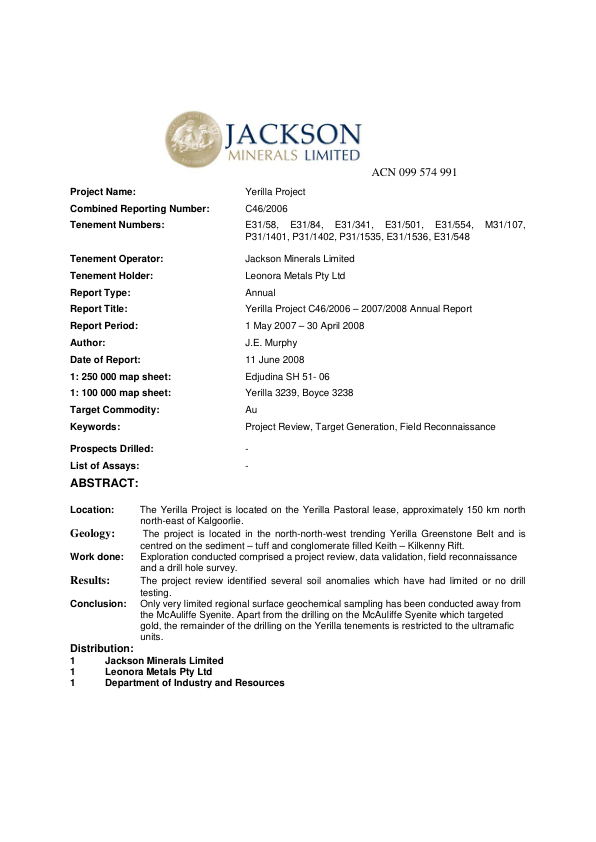 JACKSON
MINERALS LIMITED
ACN 099 574 991
Project Name: Yerilla Project
Combined Reporting Number: C46/2006
Tenement Numbers: E31/58, E31/84, E31/341, E31/501, E31/554, M31/107,
P31/1401, P31/1402, P31/1535, E31/1536, E31/548
Tenement Operator: Jackson Minerals Limited
Tenement Holder: Leonora Metals Pty Ltd
Report Type: Annual
Report Title: Yerilla Project C46/2006 – 2007/2008 Annual Report
Report Period: 1 May 2007 – 30 April 2008
Author: J.E. Murphy
Date of Report: 11 June 2008
1: 250 000 map sheet: Edjudina SH 51- 06
1: 100 000 map sheet: Yerilla 3239, Boyce 3238
Target Commodity: Au
Keywords: Project Review, Target Generation, Field Reconnaissance
Prospects Drilled: -
List of Assays: -
ABSTRACT:
Location: The Yerilla Project is located on the Yerilla Pastoral lease, approximately 150 km north
north-east of Kalgoorlie.
Geology: The project is located in the north-north-west trending Yerilla Greenstone Belt and is
centred on the sediment – tuff and conglomerate filled Keith – Kilkenny Rift.
Work done: Exploration conducted comprised a project review, data validation, field reconnaissance
and a drill hole survey.
Results: The project review identified several soil anomalies which have had limited or no drill
testing.
Conclusion: Only very limited regional surface geochemical sampling has been conducted away from
the McAuliffe Syenite. Apart from the drilling on the McAuliffe Syenite which targeted
gold, the remainder of the drilling on the Yerilla tenements is restricted to the ultramafic
units.
Distribution:
1 Jackson Minerals Limited
1 Leonora Metals Pty Ltd
1 Department of Industry and Resources